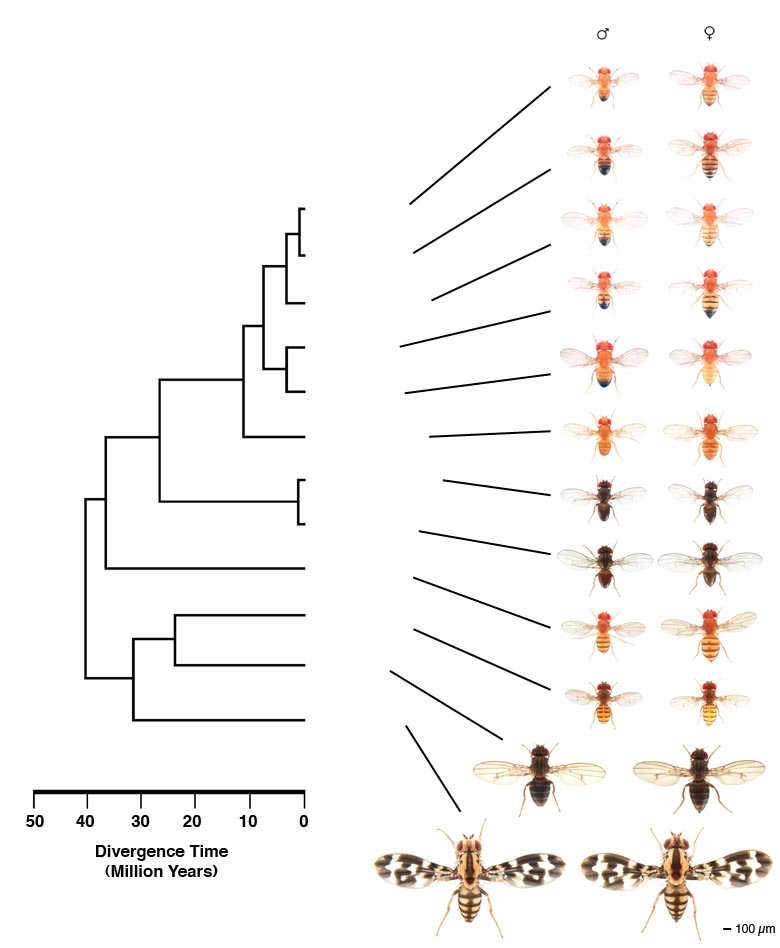 ♂ ♀
50 40 30 20 10 0
Divergence Time
(Million Years)
100 µm